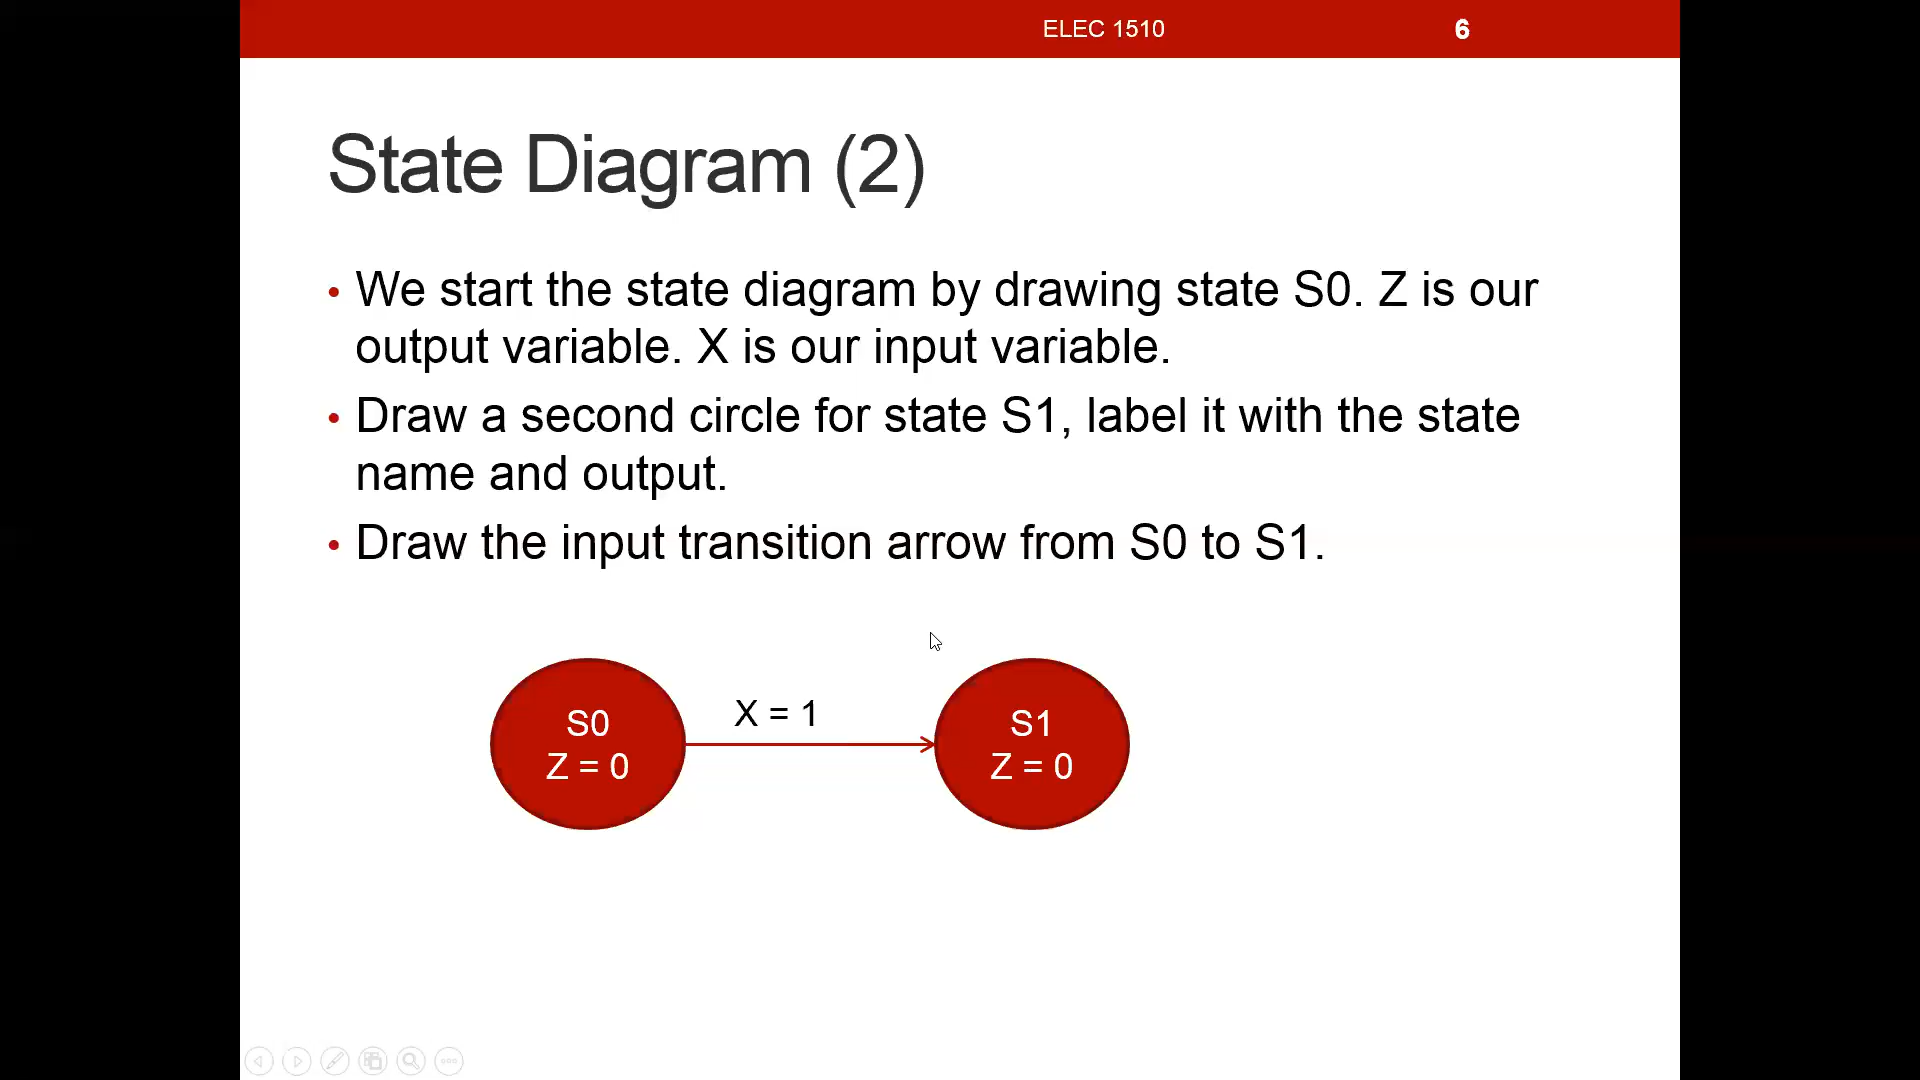 ELEC 1510
6
State Diagram (2)
• We start the state diagram by drawing state S0. Z is our
output variable. X is our input variable.
• Draw a second circle for state S1, label it with the state
name and output.
• Draw the input transition arrow from S0 to S1.
S0
Z = 0
X = 1
S1
Z = 0